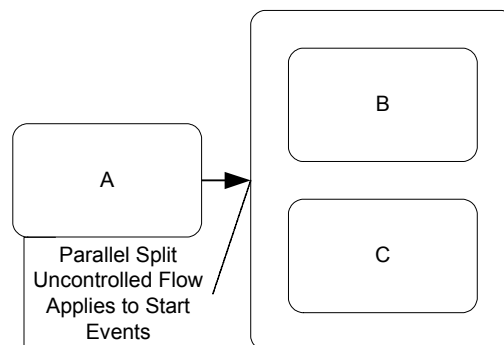 A
B
C
Parallel Split
Uncontrolled Flow
Applies to Start
Events